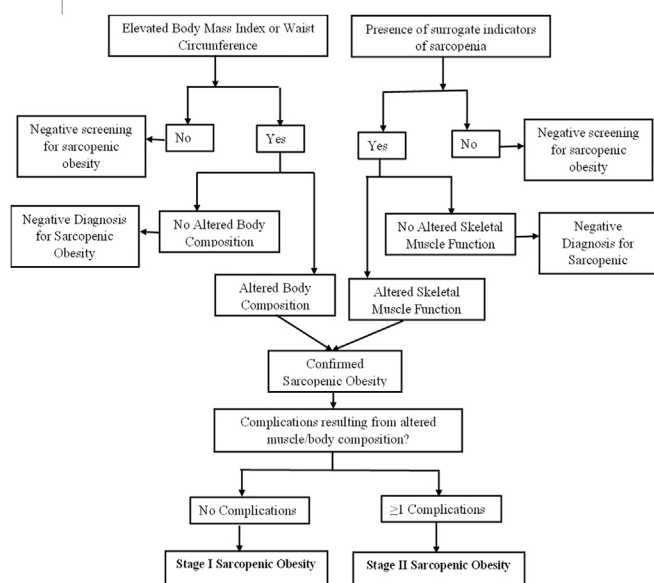 Elevated Body Mass Index or Waist
Circumference
Presence of surrogate indicators
of sarcopenia
Negative screening
for sarcopenic
obesity
No
Yes
Yes
No
Negative screening
for sarcopenic
obesity
Negative Diagnosis
for Sarcopenic
Obesity
No Altered Body
Composition
No Altered Skeletal
Muscle Function
Negative
Diagnosis for
Sarcopenic
Altered Body
Composition
Altered Skeletal
Muscle Function
Confirmed
Sarcopenic Obesity
Complications resulting from altered
muscle/body composition?
No Complications
≥1 Complications
Stage I Sarcopenic Obesity
Stage II Sarcopenic Obesity